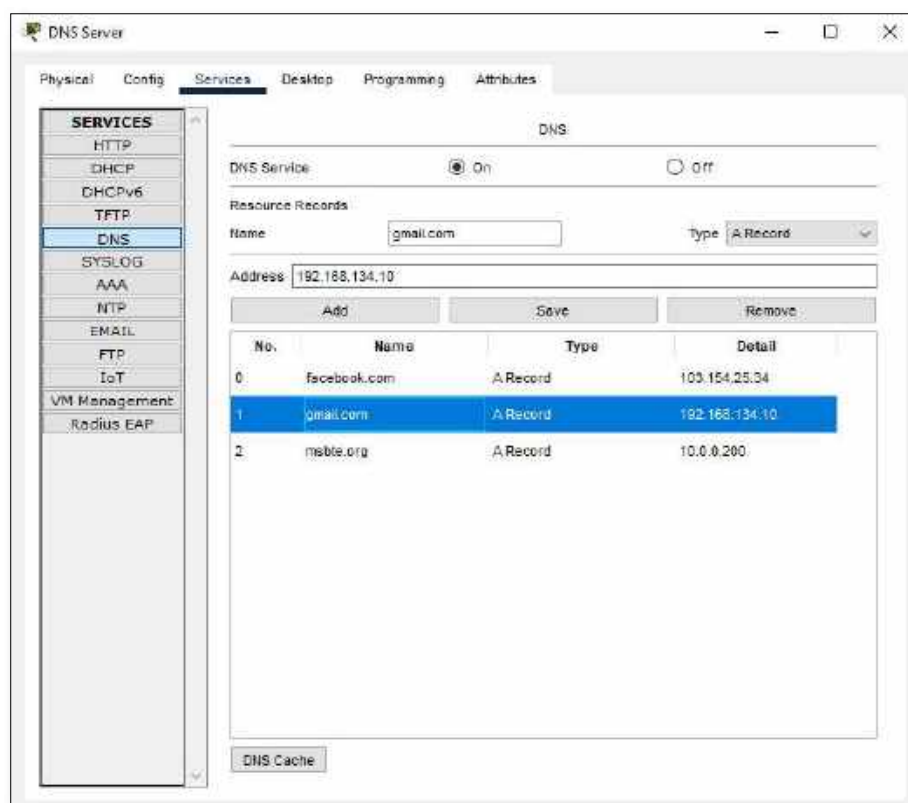 DNS Server
Physical Config Services Desktop Programming Attributes
SERVICES
HTTP
DHCP
DHCPv6
TFTP
DNS
SYSLOG
AAA
NTP
EMAIL
FTP
IoT
VM Management
Radius EAP
DNS
DNS Service On Off
Resource Records
Name gmail.com Type A Record
Address 192.168.134.10
Add Save Remove
No. Name Type Detail
0 facebook.com A Record 103.154.25.34
1 gmail.com A Record 192.168.134.10
2 msbte.org A Record 10.0.0.200
DNS Cache